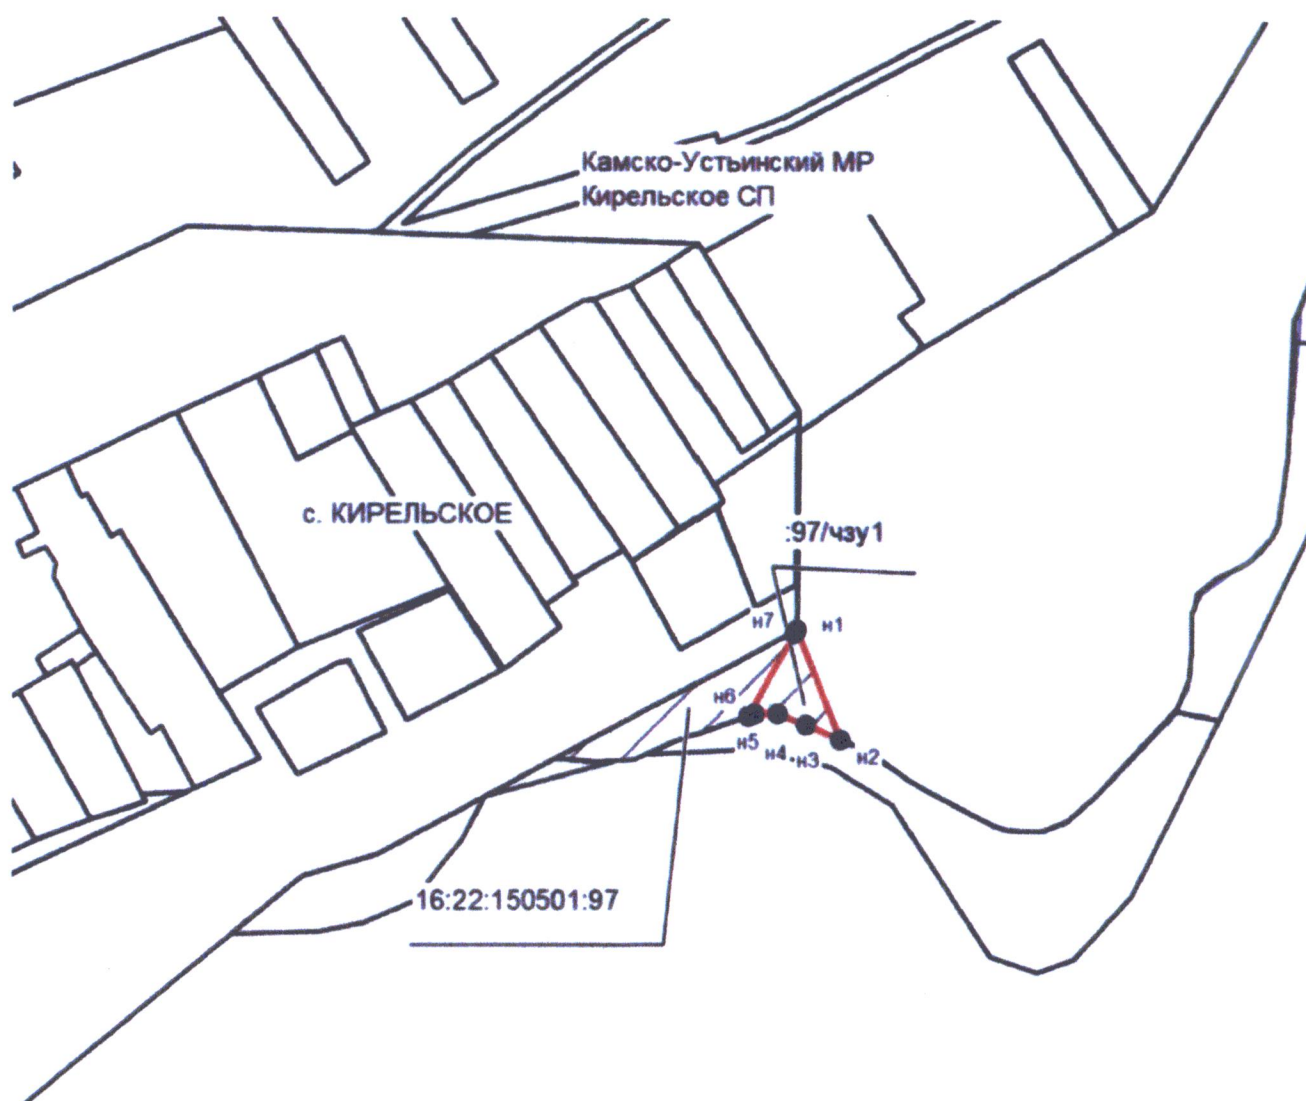 Камско-Устьинский МР
Кирельское СП
с. КИРЕЛЬСКОЕ
:97/чзу1
н7
н1
н6
н5
н4
н3
н2
16:22:150501:97